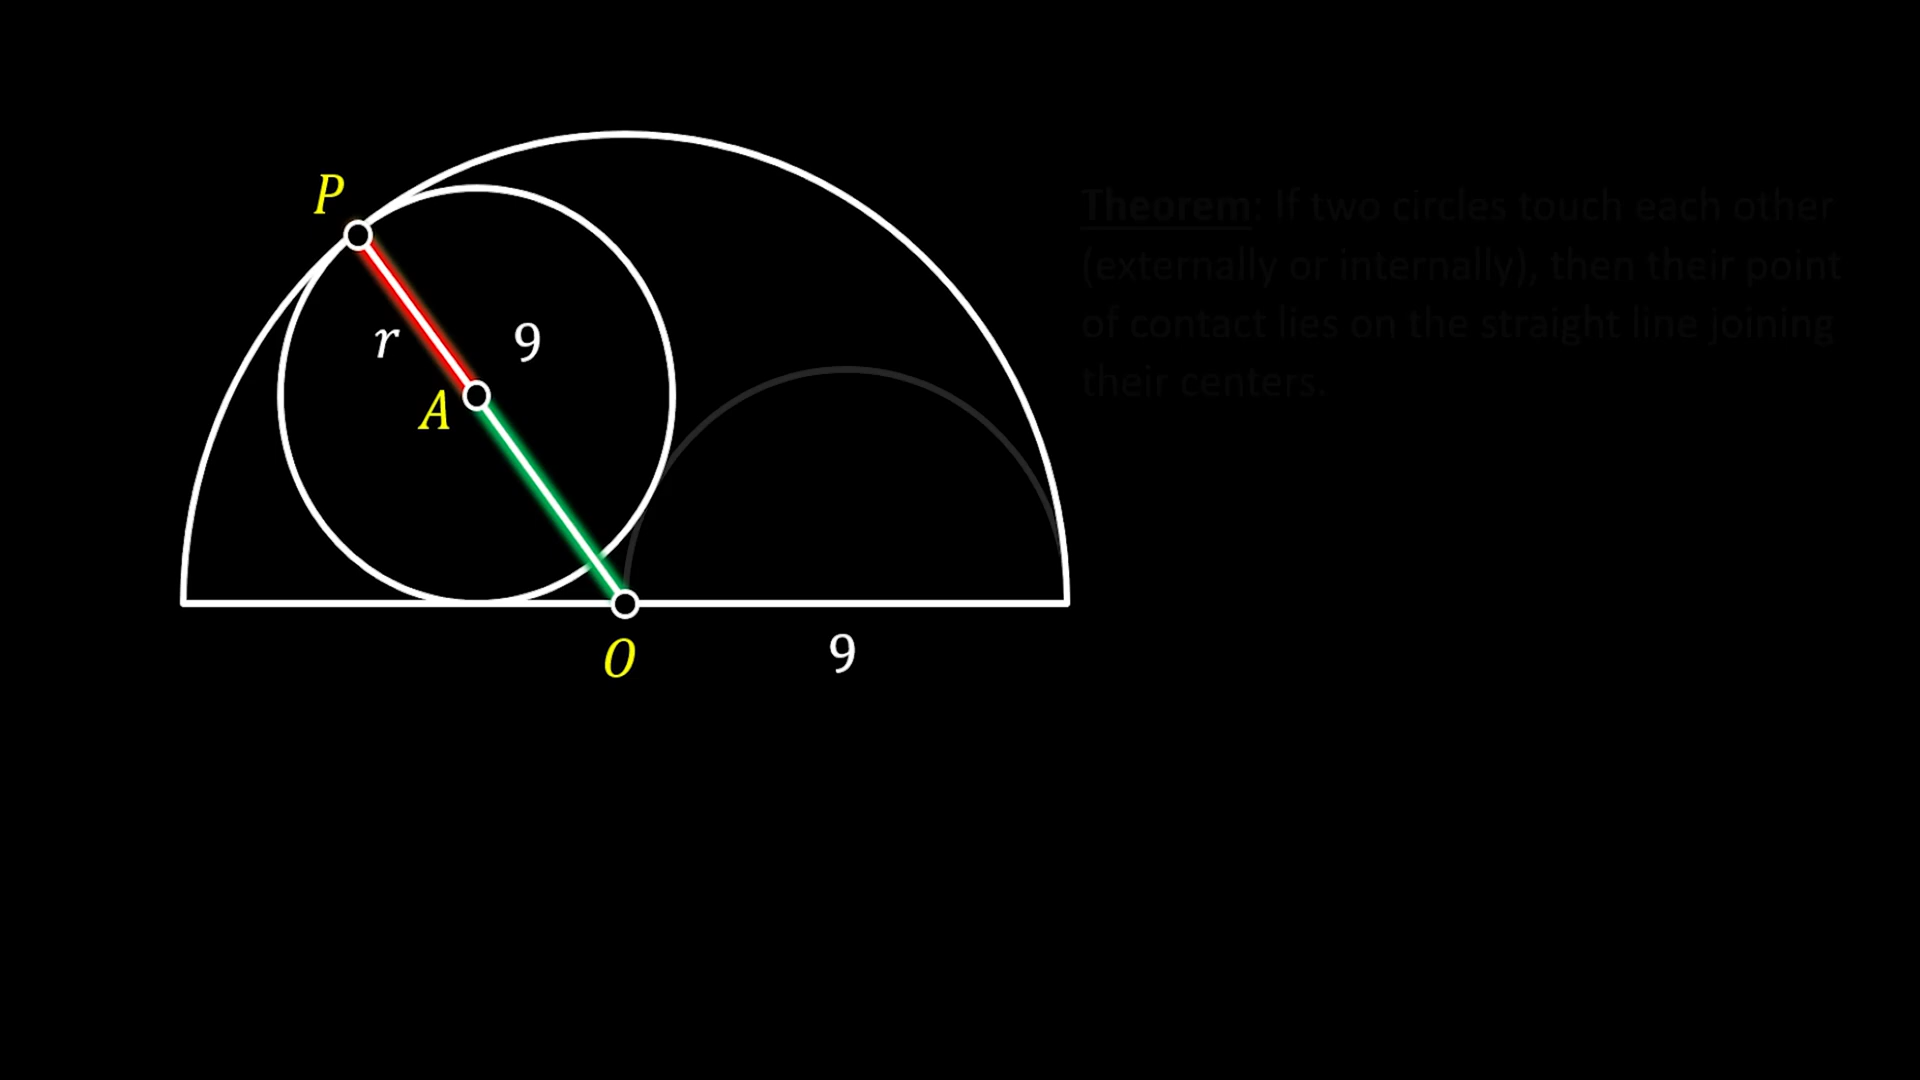 P
Theorem: If two circles touch each other
(externally or internally), then their point
of contact lies on the straight line joining
their centers.
r
9
A
O
9